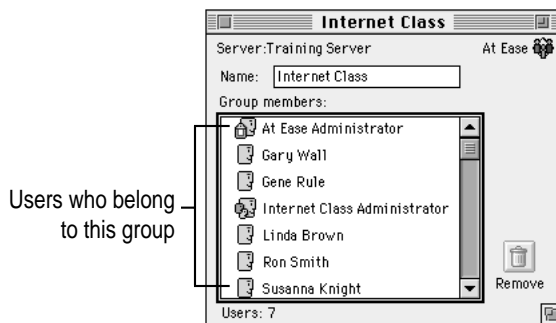 Internet Class
Server:Training Server At Ease
Name: Internet Class
Group members:
At Ease Administrator
Gary Wall
Gene Rule
Internet Class Administrator
Linda Brown
Ron Smith
Susanna Knight
Users who belong
to this group
Remove
Users: 7